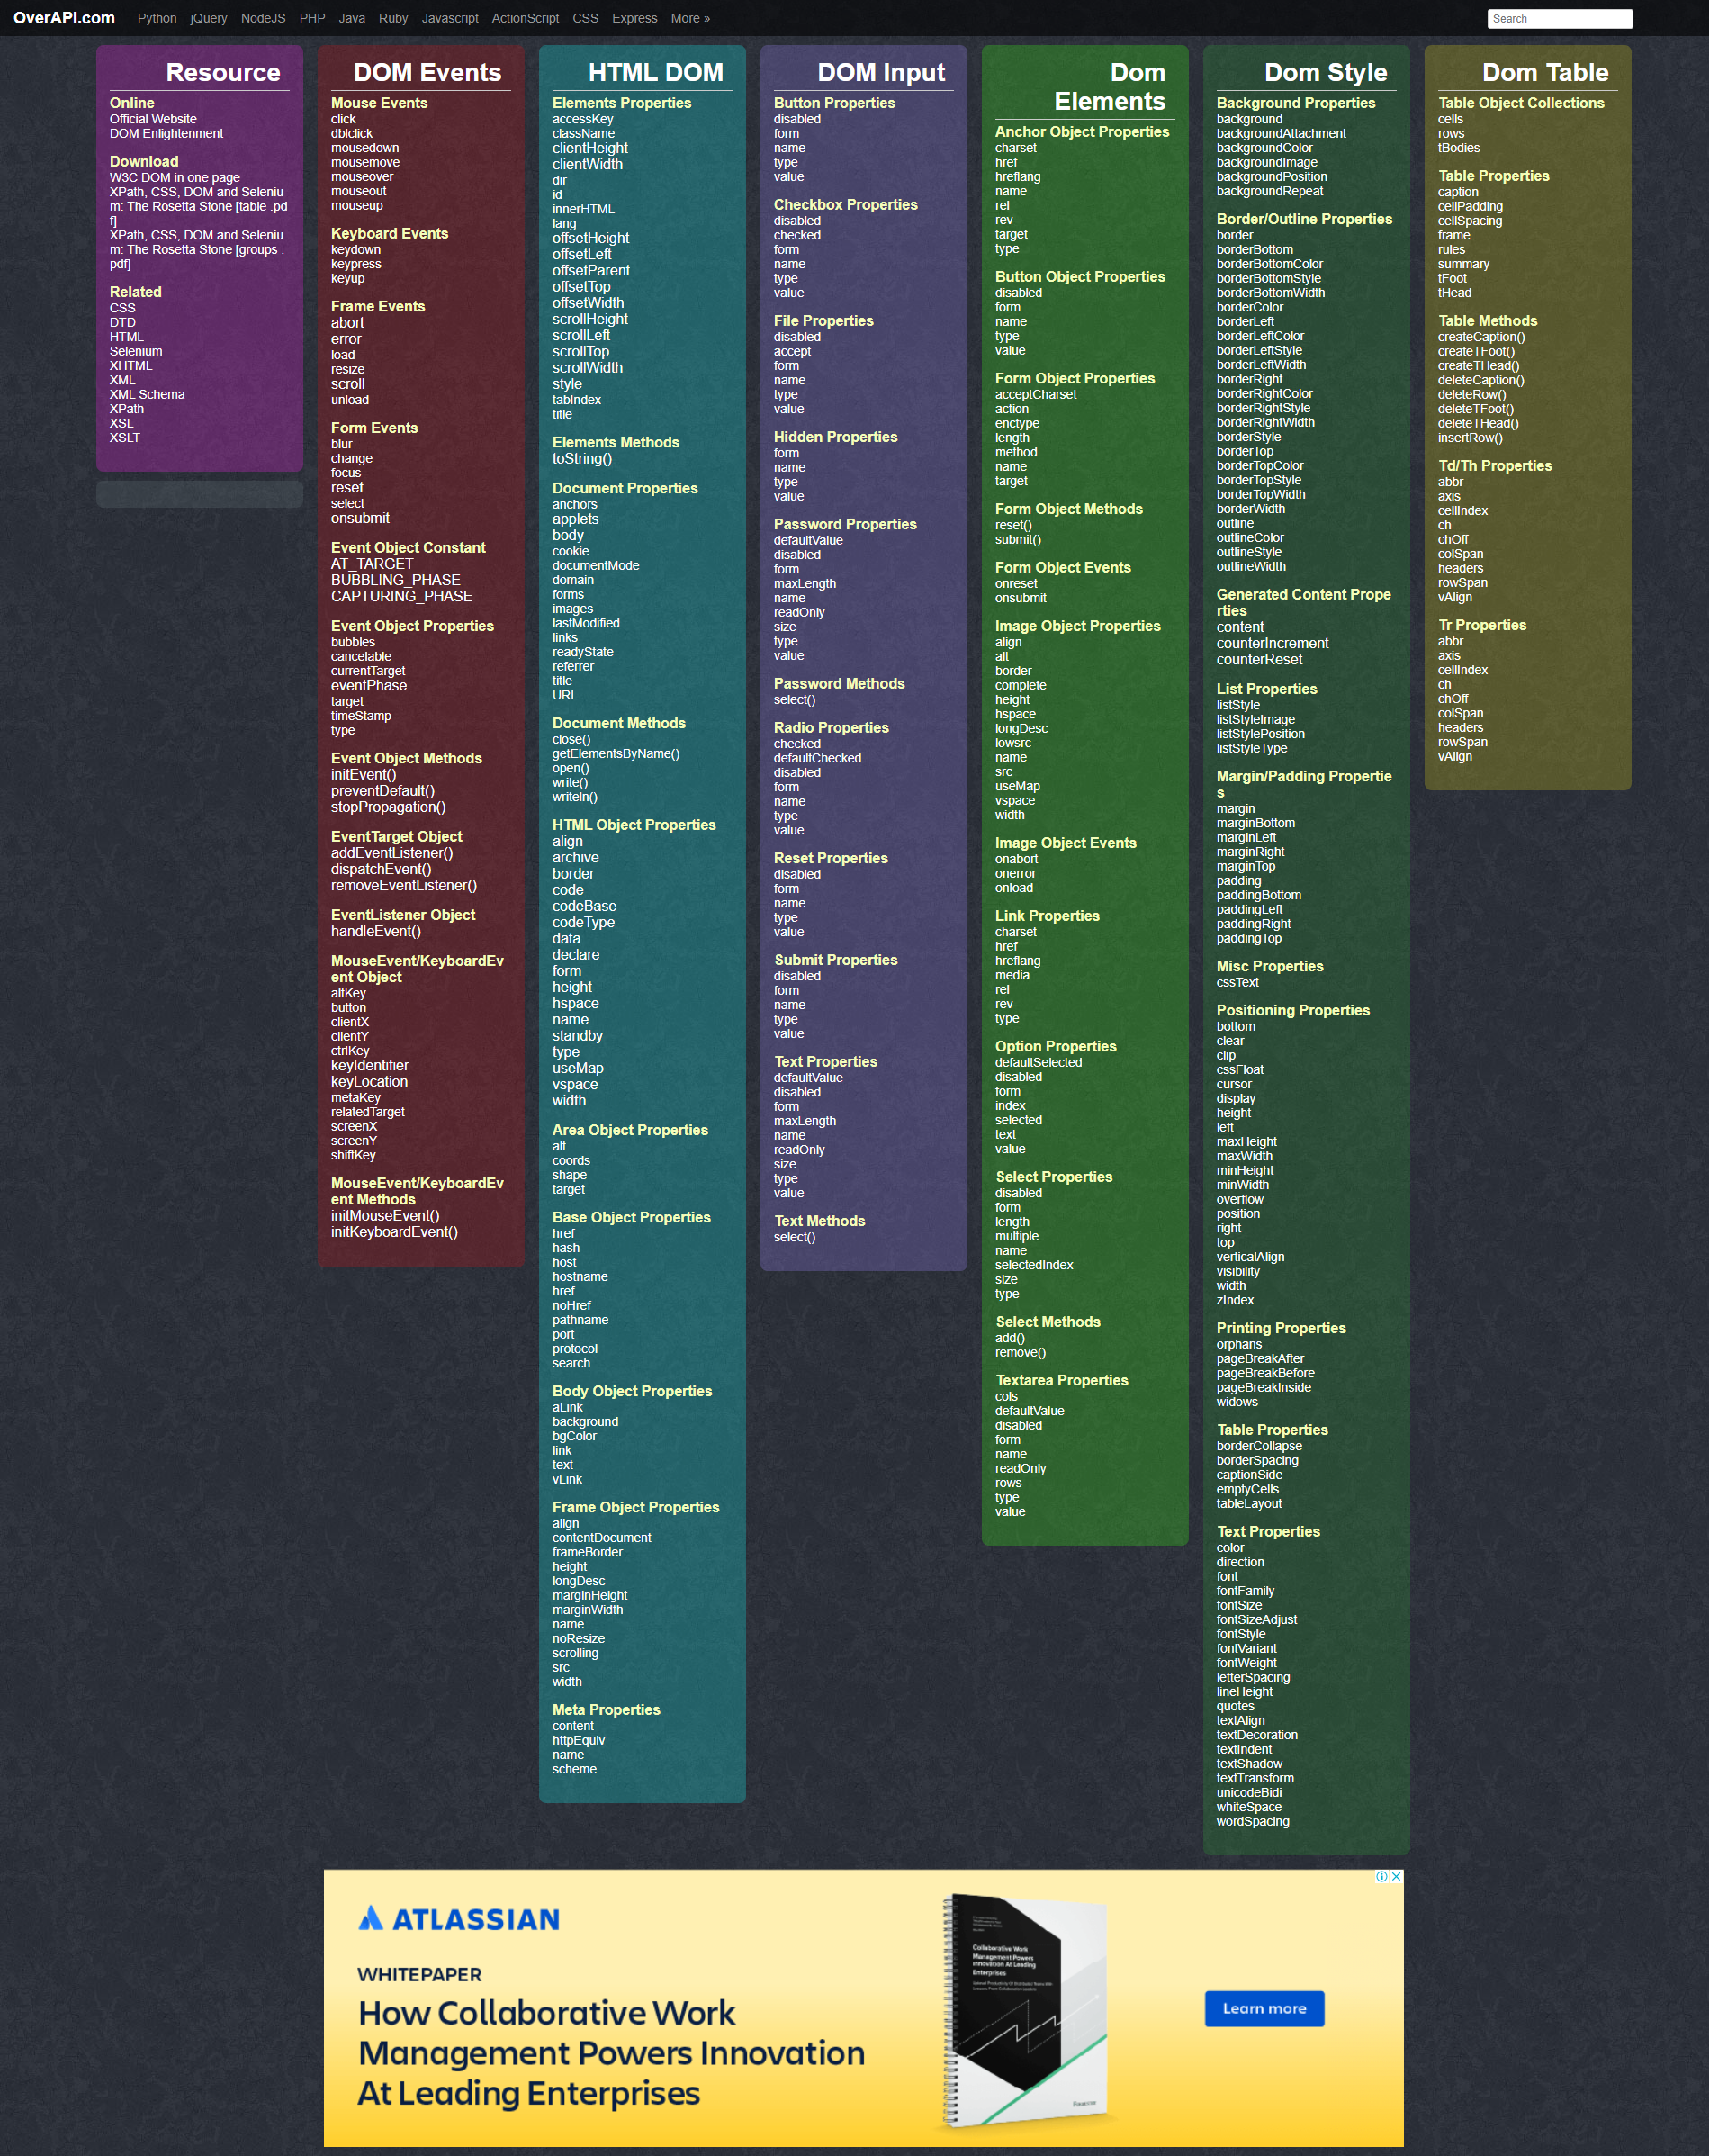 OverAPI.com Python jQuery NodeJS PHP Java Ruby Javascript ActionScript CSS Express More »
Search
Resource
Online
Official Website
DOM Enlightenment
Download
W3C DOM in one page
XPath, CSS, DOM and Seleniu
m: The Rosetta Stone [table .pd
f]
XPath, CSS, DOM and Seleniu
m: The Rosetta Stone [groups .
pdf]
Related
CSS
DTD
HTML
Selenium
XHTML
XML
XML Schema
XPath
XSL
XSLT
DOM Events
Mouse Events
click
dblclick
mousedown
mousemove
mouseover
mouseout
mouseup
Keyboard Events
keydown
keypress
keyup
Frame Events
abort
error
load
resize
scroll
unload
Form Events
blur
change
focus
reset
select
onsubmit
Event Object Constant
AT_TARGET
BUBBLING_PHASE
CAPTURING_PHASE
Event Object Properties
bubbles
cancelable
currentTarget
eventPhase
target
timeStamp
type
Event Object Methods
initEvent()
preventDefault()
stopPropagation()
EventTarget Object
addEventListener()
dispatchEvent()
removeEventListener()
EventListener Object
handleEvent()
MouseEvent/KeyboardEv
ent Object
altKey
button
clientX
clientY
ctrlKey
keyIdentifier
keyLocation
metaKey
relatedTarget
screenX
screenY
shiftKey
MouseEvent/KeyboardEv
ent Methods
initMouseEvent()
initKeyboardEvent()
HTML DOM
Elements Properties
accessKey
className
clientHeight
clientWidth
dir
id
innerHTML
lang
offsetHeight
offsetLeft
offsetParent
offsetTop
offsetWidth
scrollHeight
scrollLeft
scrollTop
scrollWidth
style
tabIndex
title
Elements Methods
toString()
Document Properties
anchors
applets
body
cookie
documentMode
domain
forms
images
lastModified
links
readyState
referrer
title
URL
Document Methods
close()
getElementsByName()
open()
write()
writeln()
HTML Object Properties
align
archive
border
code
codeBase
codeType
data
declare
form
height
hspace
name
standby
type
useMap
vspace
width
Area Object Properties
alt
coords
shape
target
Base Object Properties
href
hash
host
hostname
href
noHref
pathname
port
protocol
search
Body Object Properties
aLink
background
bgColor
link
text
vLink
Frame Object Properties
align
contentDocument
frameBorder
height
longDesc
marginHeight
marginWidth
name
noResize
scrolling
src
width
Meta Properties
content
httpEquiv
name
scheme
DOM Input
Button Properties
disabled
form
name
type
value
Checkbox Properties
disabled
checked
form
name
type
value
File Properties
disabled
accept
form
name
type
value
Hidden Properties
form
name
type
value
Password Properties
defaultValue
disabled
form
maxLength
name
readOnly
size
type
value
Password Methods
select()
Radio Properties
checked
defaultChecked
disabled
form
name
type
value
Reset Properties
disabled
form
name
type
value
Submit Properties
disabled
form
name
type
value
Text Properties
defaultValue
disabled
form
maxLength
name
readOnly
size
type
value
Text Methods
select()
Dom
Elements
Anchor Object Properties
charset
href
hreflang
name
rel
rev
target
type
Button Object Properties
disabled
form
name
type
value
Form Object Properties
acceptCharset
action
enctype
length
method
name
target
Form Object Methods
reset()
submit()
Form Object Events
onreset
onsubmit
Image Object Properties
align
alt
border
complete
height
hspace
longDesc
lowsrc
name
src
useMap
vspace
width
Image Object Events
onabort
onerror
onload
Link Properties
charset
href
hreflang
media
rel
rev
type
Option Properties
defaultSelected
disabled
form
index
selected
text
value
Select Properties
disabled
form
length
multiple
name
selectedIndex
size
type
Select Methods
add()
remove()
Textarea Properties
cols
defaultValue
disabled
form
name
readOnly
rows
type
value
Dom Style
Background Properties
background
backgroundAttachment
backgroundColor
backgroundImage
backgroundPosition
backgroundRepeat
Border/Outline Properties
border
borderBottom
borderBottomColor
borderBottomStyle
borderBottomWidth
borderColor
borderLeft
borderLeftColor
borderLeftStyle
borderLeftWidth
borderRight
borderRightColor
borderRightStyle
borderRightWidth
borderStyle
borderTop
borderTopColor
borderTopStyle
borderTopWidth
borderWidth
outline
outlineColor
outlineStyle
outlineWidth
Generated Content Prope
rties
content
counterIncrement
counterReset
List Properties
listStyle
listStyleImage
listStylePosition
listStyleType
Margin/Padding Propertie
s
margin
marginBottom
marginLeft
marginRight
marginTop
padding
paddingBottom
paddingLeft
paddingRight
paddingTop
Misc Properties
cssText
Positioning Properties
bottom
clear
clip
cssFloat
cursor
display
height
left
maxHeight
maxWidth
minHeight
minWidth
overflow
position
right
top
verticalAlign
visibility
width
zIndex
Printing Properties
orphans
pageBreakAfter
pageBreakBefore
pageBreakInside
widows
Table Properties
borderCollapse
borderSpacing
captionSide
emptyCells
tableLayout
Text Properties
color
direction
font
fontFamily
fontSize
fontSizeAdjust
fontStyle
fontVariant
fontWeight
letterSpacing
lineHeight
quotes
textAlign
textDecoration
textIndent
textShadow
textTransform
unicodeBidi
whiteSpace
wordSpacing
Dom Table
Table Object Collections
cells
rows
tBodies
Table Properties
caption
cellPadding
cellSpacing
frame
rules
summary
tFoot
tHead
Table Methods
createCaption()
createTFoot()
createTHead()
deleteCaption()
deleteRow()
deleteTFoot()
deleteTHead()
insertRow()
Td/Th Properties
abbr
axis
cellIndex
ch
chOff
colSpan
headers
rowSpan
vAlign
Tr Properties
abbr
axis
cellIndex
ch
chOff
colSpan
headers
rowSpan
vAlign
ATLASSIAN
WHITEPAPER
How Collaborative Work
Management Powers Innovation
At Leading Enterprises
Collaborative Work
Management Powers
Innovation At Leading
Enterprises
Learn more